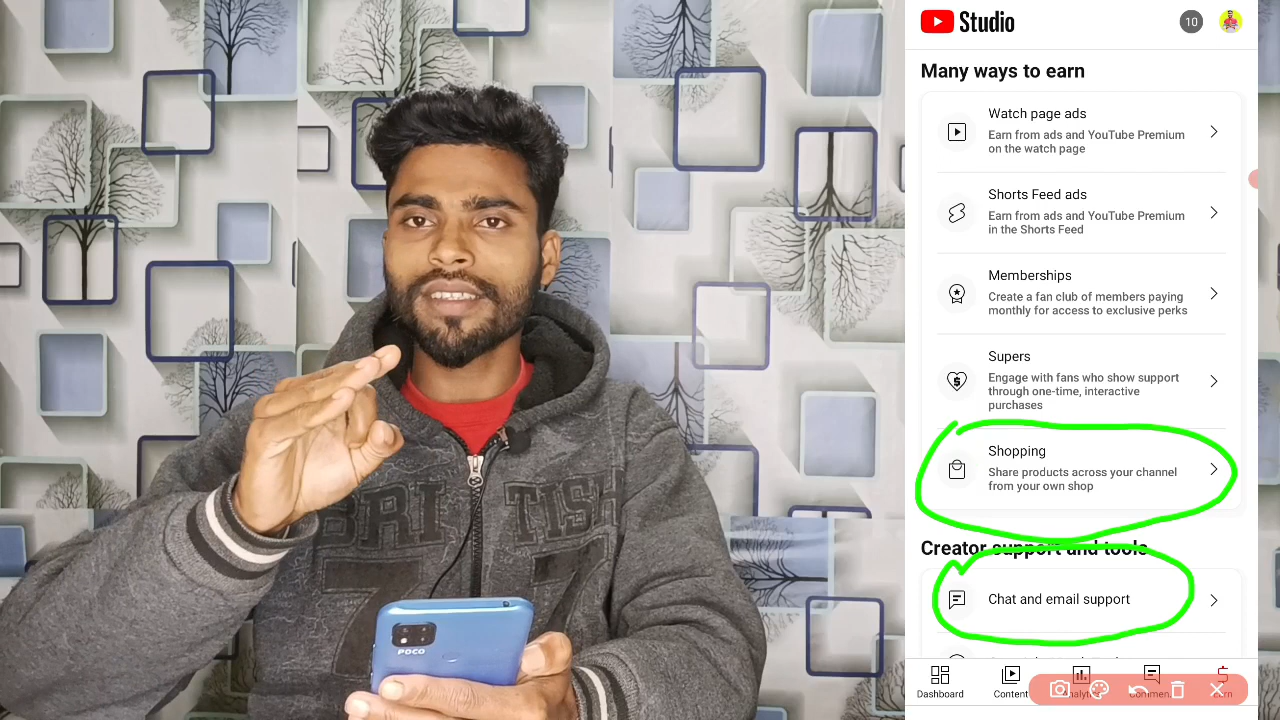 Studio
10
Many ways to earn
Watch page ads
Earn from ads and YouTube Premium
on the watch page
Shorts Feed ads
Earn from ads and YouTube Premium
in the Shorts Feed
Memberships
Create a fan club of members paying
monthly for access to exclusive perks
Supers
Engage with fans who show support
through one-time, interactive
purchases
Shopping
Share products across your channel
from your own shop
Creator support and tools
Chat and email support
Dashboard
Content
BRI TISH
7 7
POCO